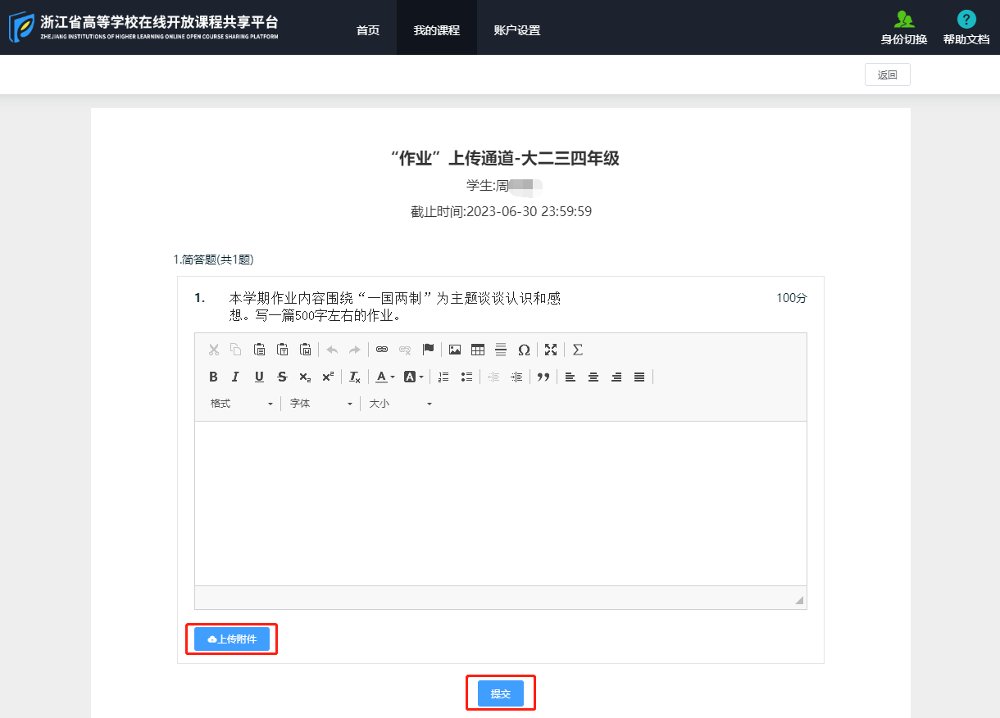 浙江省高等学校在线开放课程共享平台
ZHEJIANG INSTITUTIONS OF HIGHER LEARNING ONLINE OPEN COURSE SHARING PLATFORM
首页 我的课程 账户设置
身份切换 帮助文档
返回
“作业”上传通道-大二三四年级
学生:周
截止时间:2023-06-30 23:59:59
1.简答题(共1题)
1. 本学期作业内容围绕“一国两制”为主题谈谈认识和感 100分
想。写一篇500字左右的作业。
格式 字体 大小
上传附件
提交